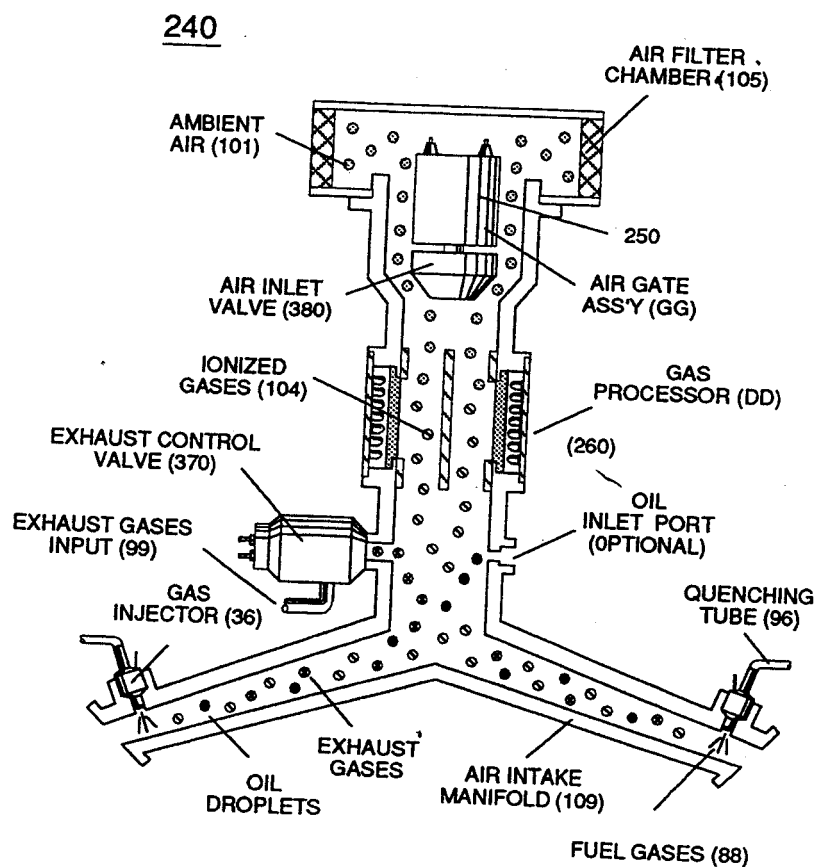 240
AIR FILTER
CHAMBER (105)
AMBIENT
AIR (101)
250
AIR INLET
VALVE (380)
AIR GATE
ASS'Y (GG)
IONIZED
GASES (104)
GAS
PROCESSOR (DD)
EXHAUST CONTROL
VALVE (370)
(260)
EXHAUST GASES
INPUT (99)
OIL
INLET PORT
(OPTIONAL)
GAS
INJECTOR (36)
QUENCHING
TUBE (96)
EXHAUST
GASES
OIL
DROPLETS
AIR INTAKE
MANIFOLD (109)
FUEL GASES (88)